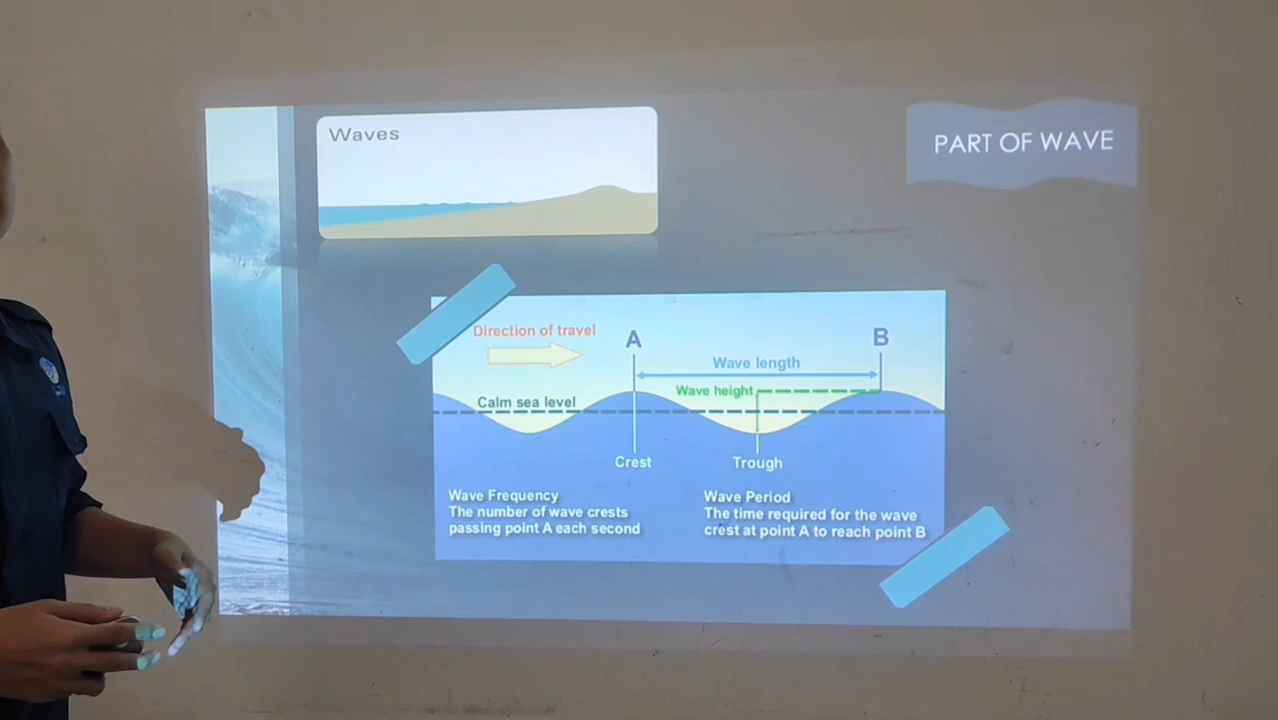 Waves
PART OF WAVE
Direction of travel
A
B
Wave length
Wave height
Calm sea level
Crest
Trough
Wave Frequency
The number of wave crests
passing point A each second
Wave Period
The time required for the wave
crest at point A to reach point B